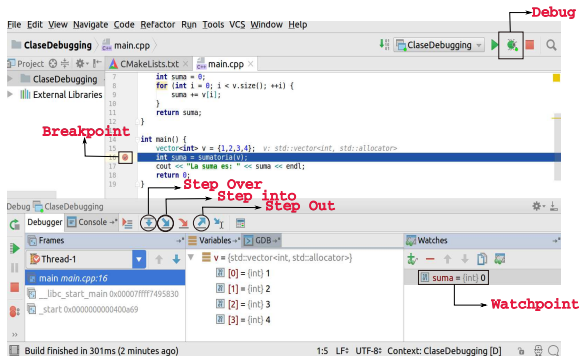 Debug
File Edit View Navigate Code Refactor Run Tools VCS Window Help
ClaseDebugging main.cpp ClaseDebugging
Project CMakeLists.txt × main.cpp ×
ClaseDebugging
External Libraries
7 int suma = 0;
8 for (int i = 0; i < v.size(); ++i) {
9 suma += v[i];
10 }
11 return suma;
12 }
13
14 int main() {
15 vector<int> v = {1,2,3,4}; v: std::vector<int, std::allocator>
Breakpoint
16 int suma = sumatoria(v);
17 cout << "La suma es: " << suma << endl;
18 return 0;
19 }
Step Over
Step into
Step Out
Debug ClaseDebugging
Debugger Console
Frames Variables GDB Watches
Thread-1
v = {std::vector<int, std::allocator>}
main main.cpp:16
[0] = {int} 1
suma = {int} 0
__libc_start_main 0x00007ffff7495830
[1] = {int} 2
_start 0x0000000000400a69
[2] = {int} 3
[3] = {int} 4
Watchpoint
Build finished in 301ms (2 minutes ago) 1:5 LF÷ UTF-8÷ Context: ClaseDebugging [D]